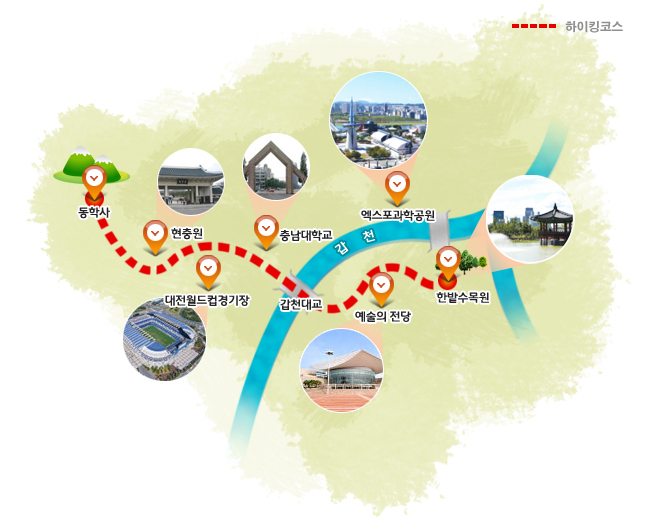 하이킹코스
동학사
현충원
충남대학교
엑스포과학공원
갑 천
대전월드컵경기장
갑천대교
예술의 전당
한밭수목원